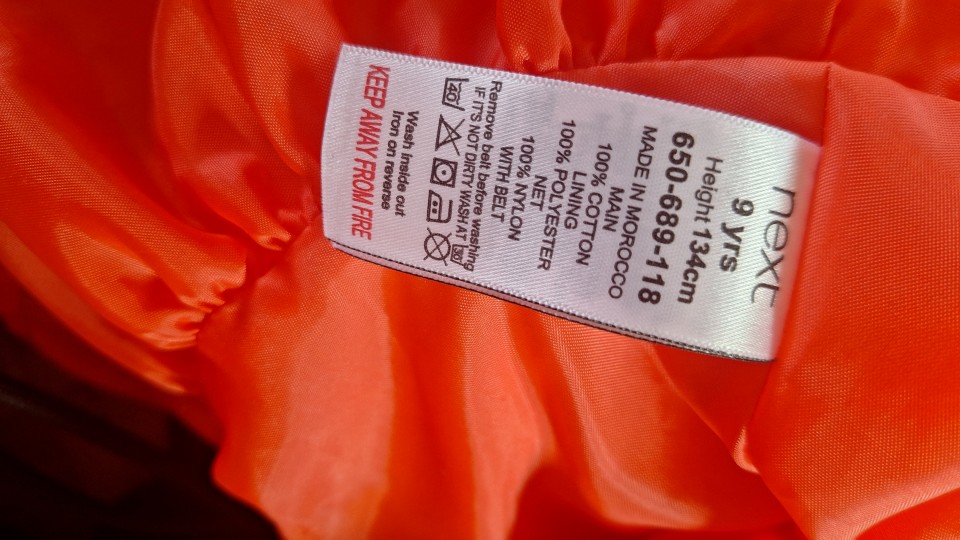 next
9 yrs
Height 134cm
650-689-118
MADE IN MOROCCO
MAIN
100% COTTON
LINING
100% POLYESTER
NET
100% NYLON
WITH BELT
Remove belt before washing
IF IT'S NOT DIRTY WASH AT 30
40
Wash inside out
Iron on reverse
KEEP AWAY FROM FIRE